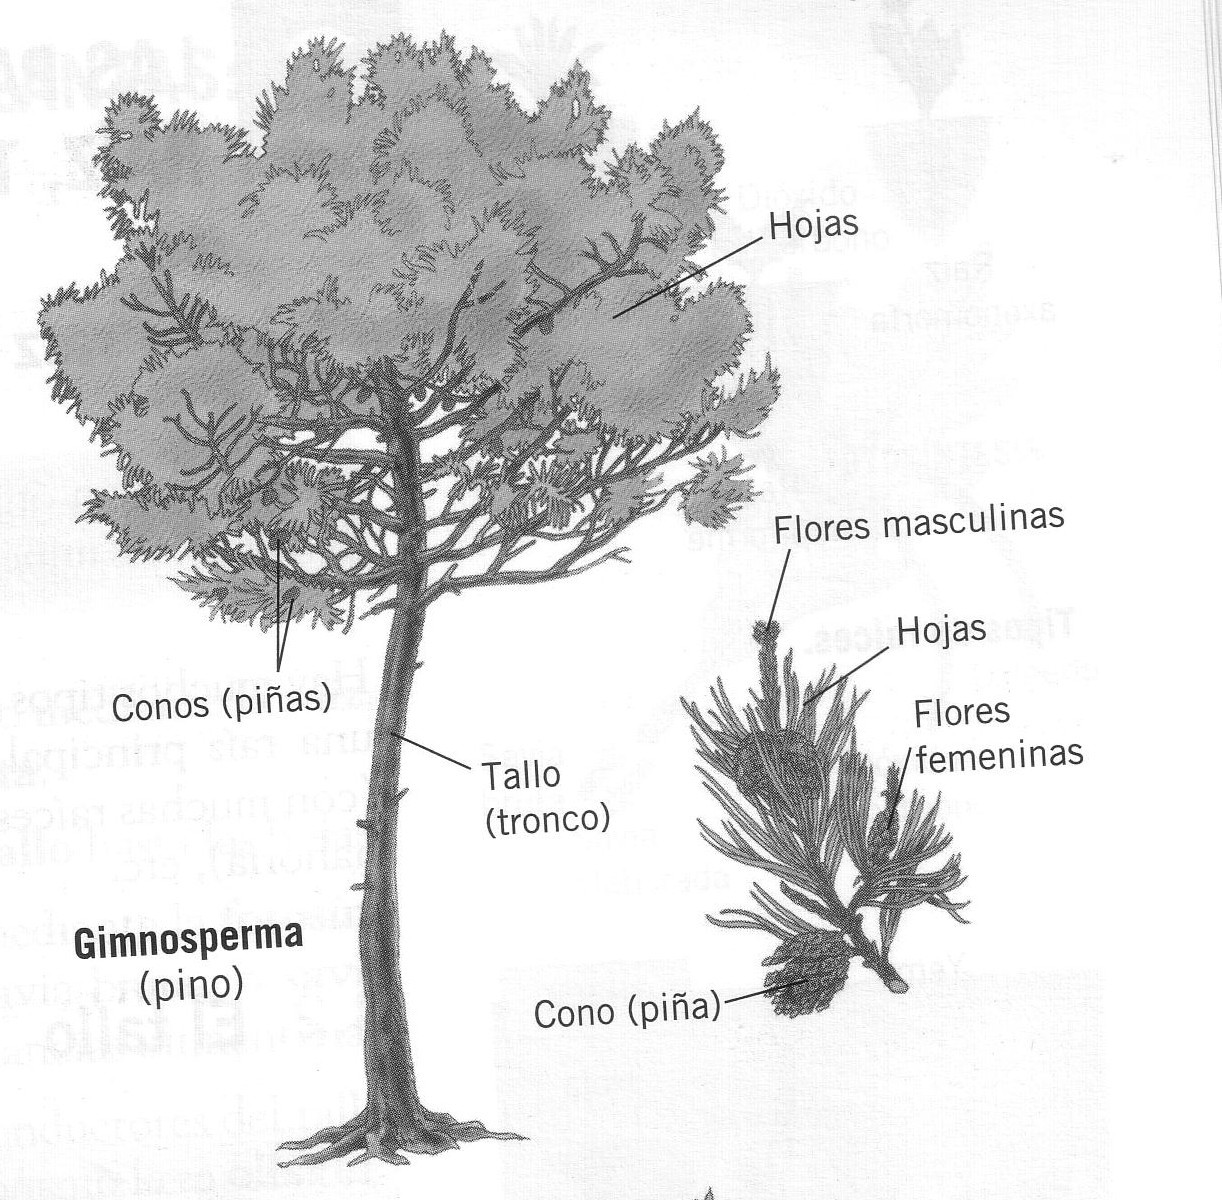 Hojas
Flores masculinas
Hojas
Flores
femeninas
Conos (piñas)
Tallo
(tronco)
Gimnosperma
(pino)
Cono (piña)